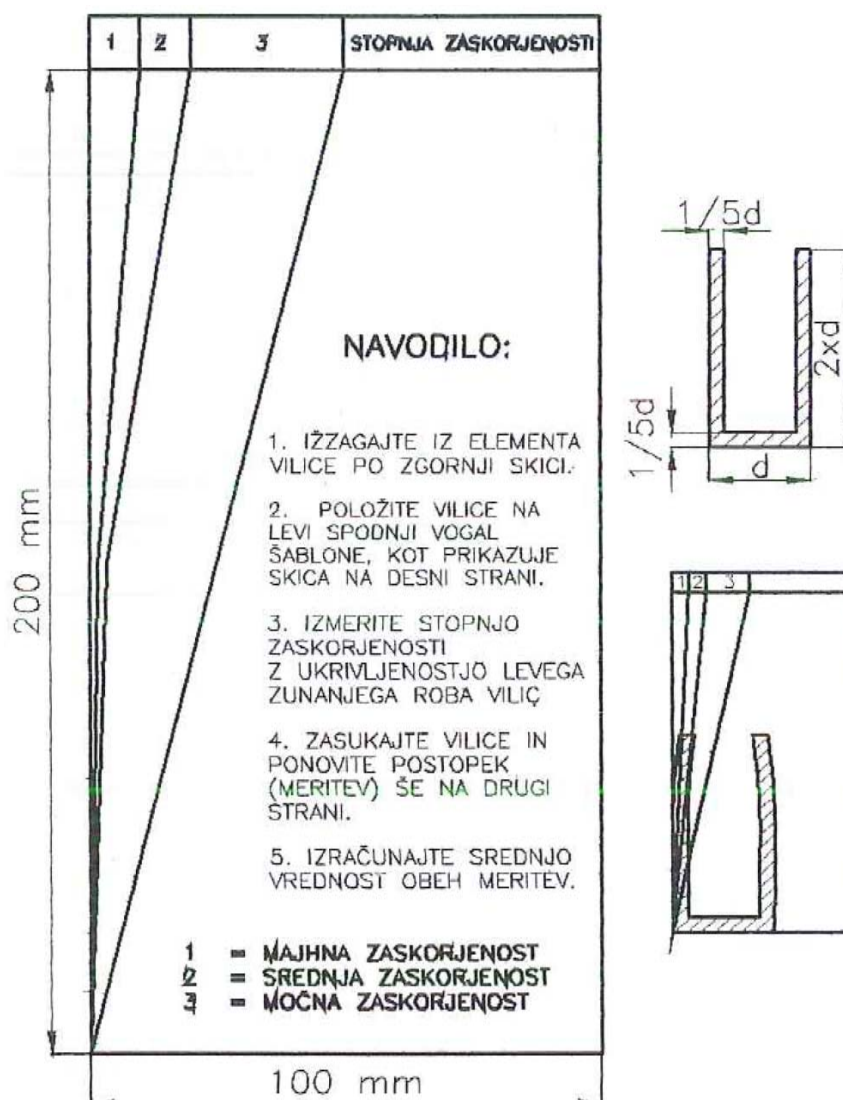 1 2 3 STOPNJA ZASKORJENOSTI
200 mm
NAVODILO:
1. IZŽAGAJTE IZ ELEMENTA
VILICE PO ZGORNJI SKICI.
2. POLOŽITE VILICE NA
LEVI SPODNJI VOGAL
ŠABLONE, KOT PRIKAZUJE
SKICA NA DESNI STRANI.
3. IZMERITE STOPNJO
ZASKORJENOSTI
Z UKRIVLJENOSTJO LEVEGA
ZUNANJEGA ROBA VILIC
4. ZASUKAJTE VILICE IN
PONOVITE POSTOPEK
(MERITEV) ŠE NA DRUGI
STRANI.
5. IZRAČUNAJTE SREDNJO
VREDNOST OBEH MERITEV.
1 = MAJHNA ZASKORJENOST
2 = SREDNJA ZASKORJENOST
3 = MOČNA ZASKORJENOST
100 mm
1/5d
2xd
1/5d
d
1 2 3